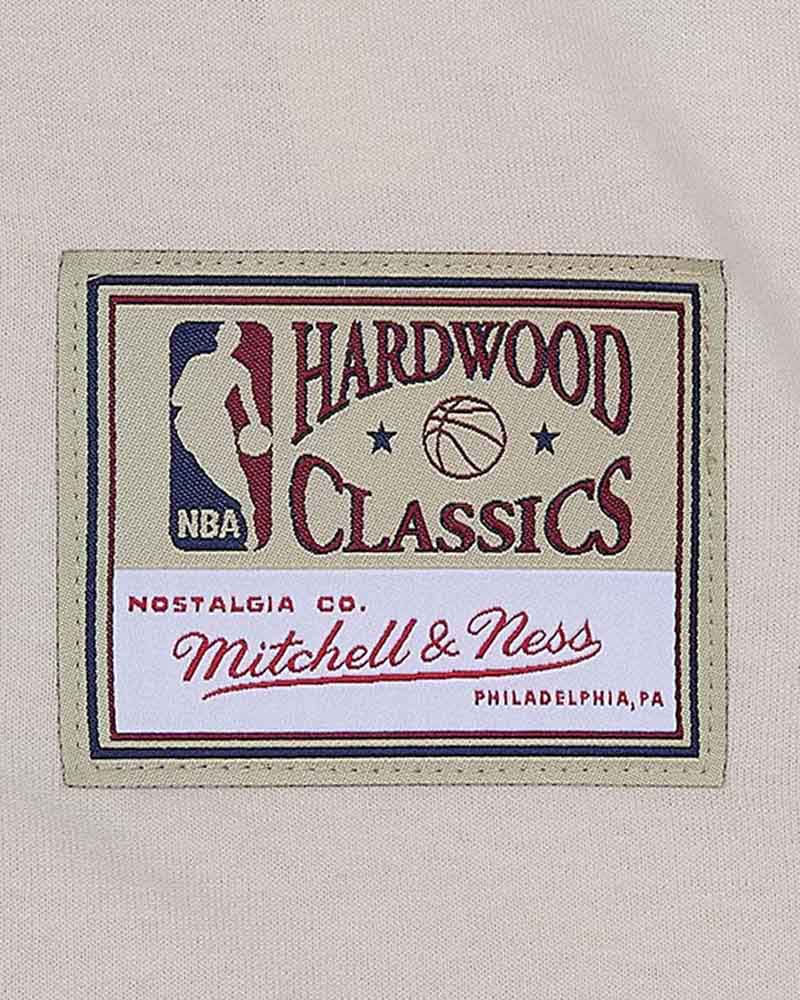 NBA
HARDWOOD
CLASSICS
NOSTALGIA CO.
Mitchell & Ness
PHILADELPHIA, PA